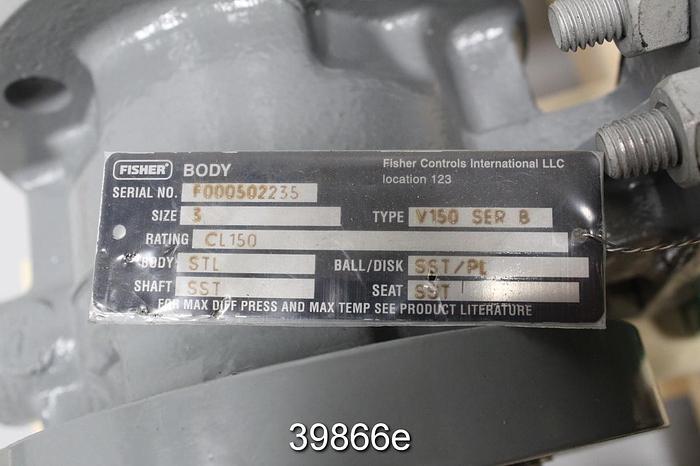 FISHER BODY Fisher Controls International LLC
location 123
SERIAL NO. F000502235
SIZE 3 TYPE V150 SER B
RATING CL150
BODY STL BALL/DISK SST/PL
SHAFT SST SEAT SST
FOR MAX DIFF PRESS AND MAX TEMP SEE PRODUCT LITERATURE
39866e